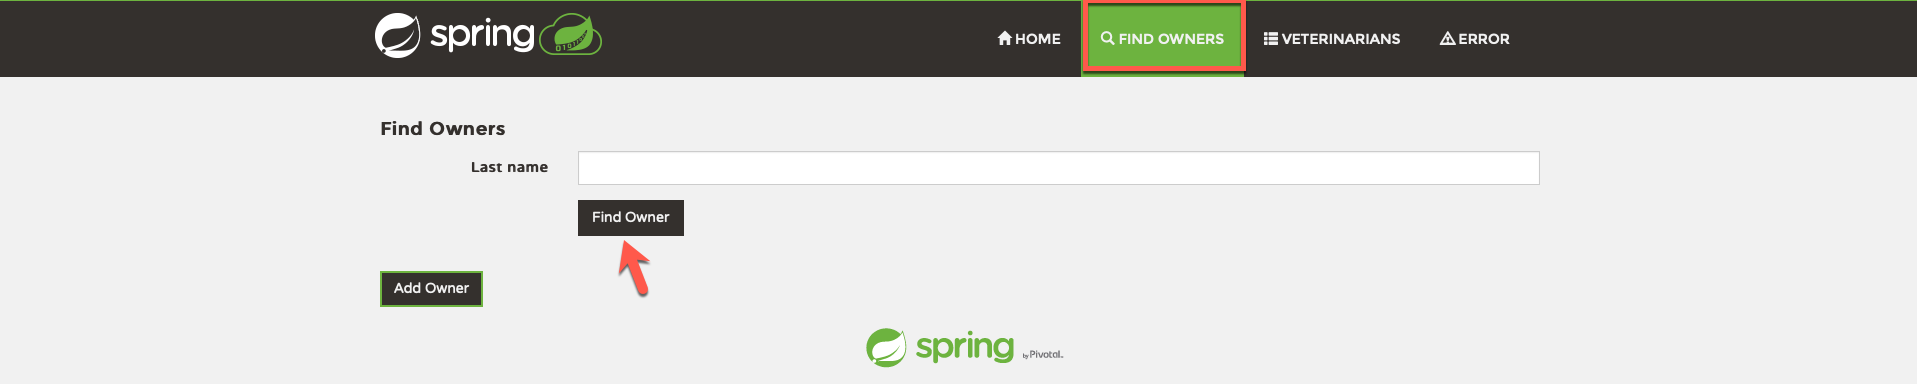 spring
HOME
FIND OWNERS
VETERINARIANS
ERROR
Find Owners
Last name
Find Owner
Add Owner
spring by Pivotal